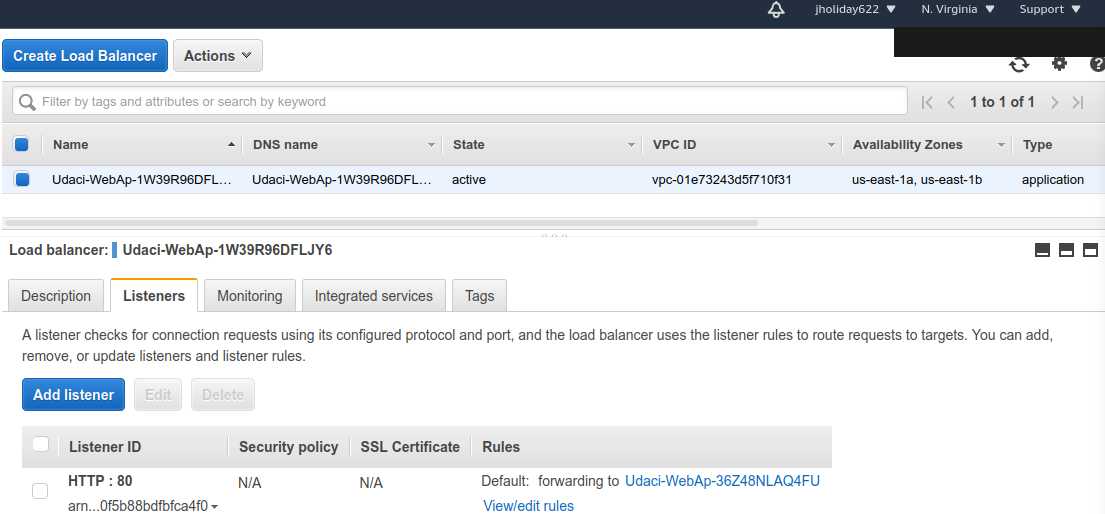 jholiday622 N. Virginia Support
Create Load Balancer Actions
Filter by tags and attributes or search by keyword 1 to 1 of 1
Name DNS name State VPC ID Availability Zones Type
Udaci-WebAp-1W39R96DFL... Udaci-WebAp-1W39R96DFL... active vpc-01e73243d5f710f31 us-east-1a, us-east-1b application
Load balancer: Udaci-WebAp-1W39R96DFLJY6
Description Listeners Monitoring Integrated services Tags
A listener checks for connection requests using its configured protocol and port, and the load balancer uses the listener rules to route requests to targets. You can add,
remove, or update listeners and listener rules.
Add listener Edit Delete
Listener ID Security policy SSL Certificate Rules
HTTP : 80 N/A N/A Default: forwarding to Udaci-WebAp-36Z48NLAQ4FU
arn...0f5b88bdfbfca4f0 View/edit rules